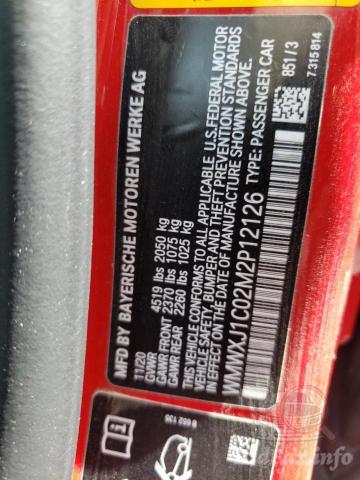 MFD BY BAYERISCHE MOTOREN WERKE AG
11/20
GVWR 4519 lbs 2050 kg
GAWR FRONT 2370 lbs 1075 kg
GAWR REAR 2260 lbs 1025 kg
THIS VEHICLE CONFORMS TO ALL APPLICABLE U.S. FEDERAL MOTOR
VEHICLE SAFETY, BUMPER AND THEFT PREVENTION STANDARDS
IN EFFECT ON THE DATE OF MANUFACTURE SHOWN ABOVE.
WMWXJ1C02M2P12126 TYPE: PASSENGER CAR
851/3
7 315 814
9 652 136